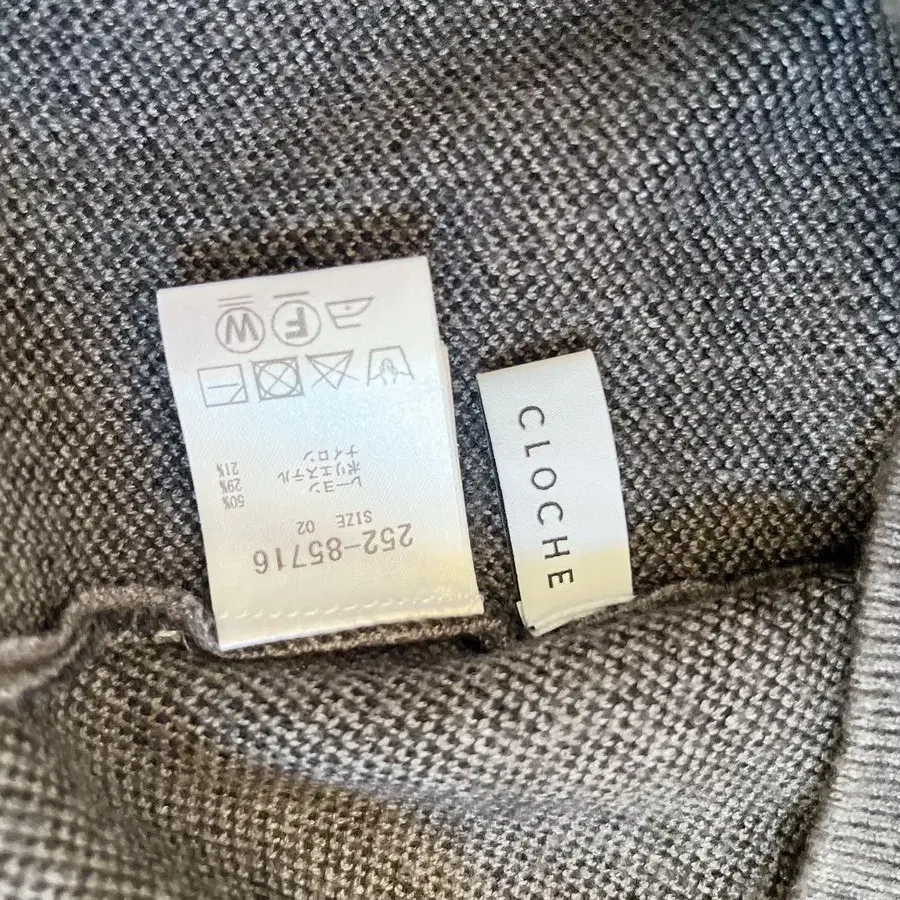 252-85716
SIZE 02
レーヨン 50%
ポリエステル 29%
ナイロン 21%
F W
CLOCHE